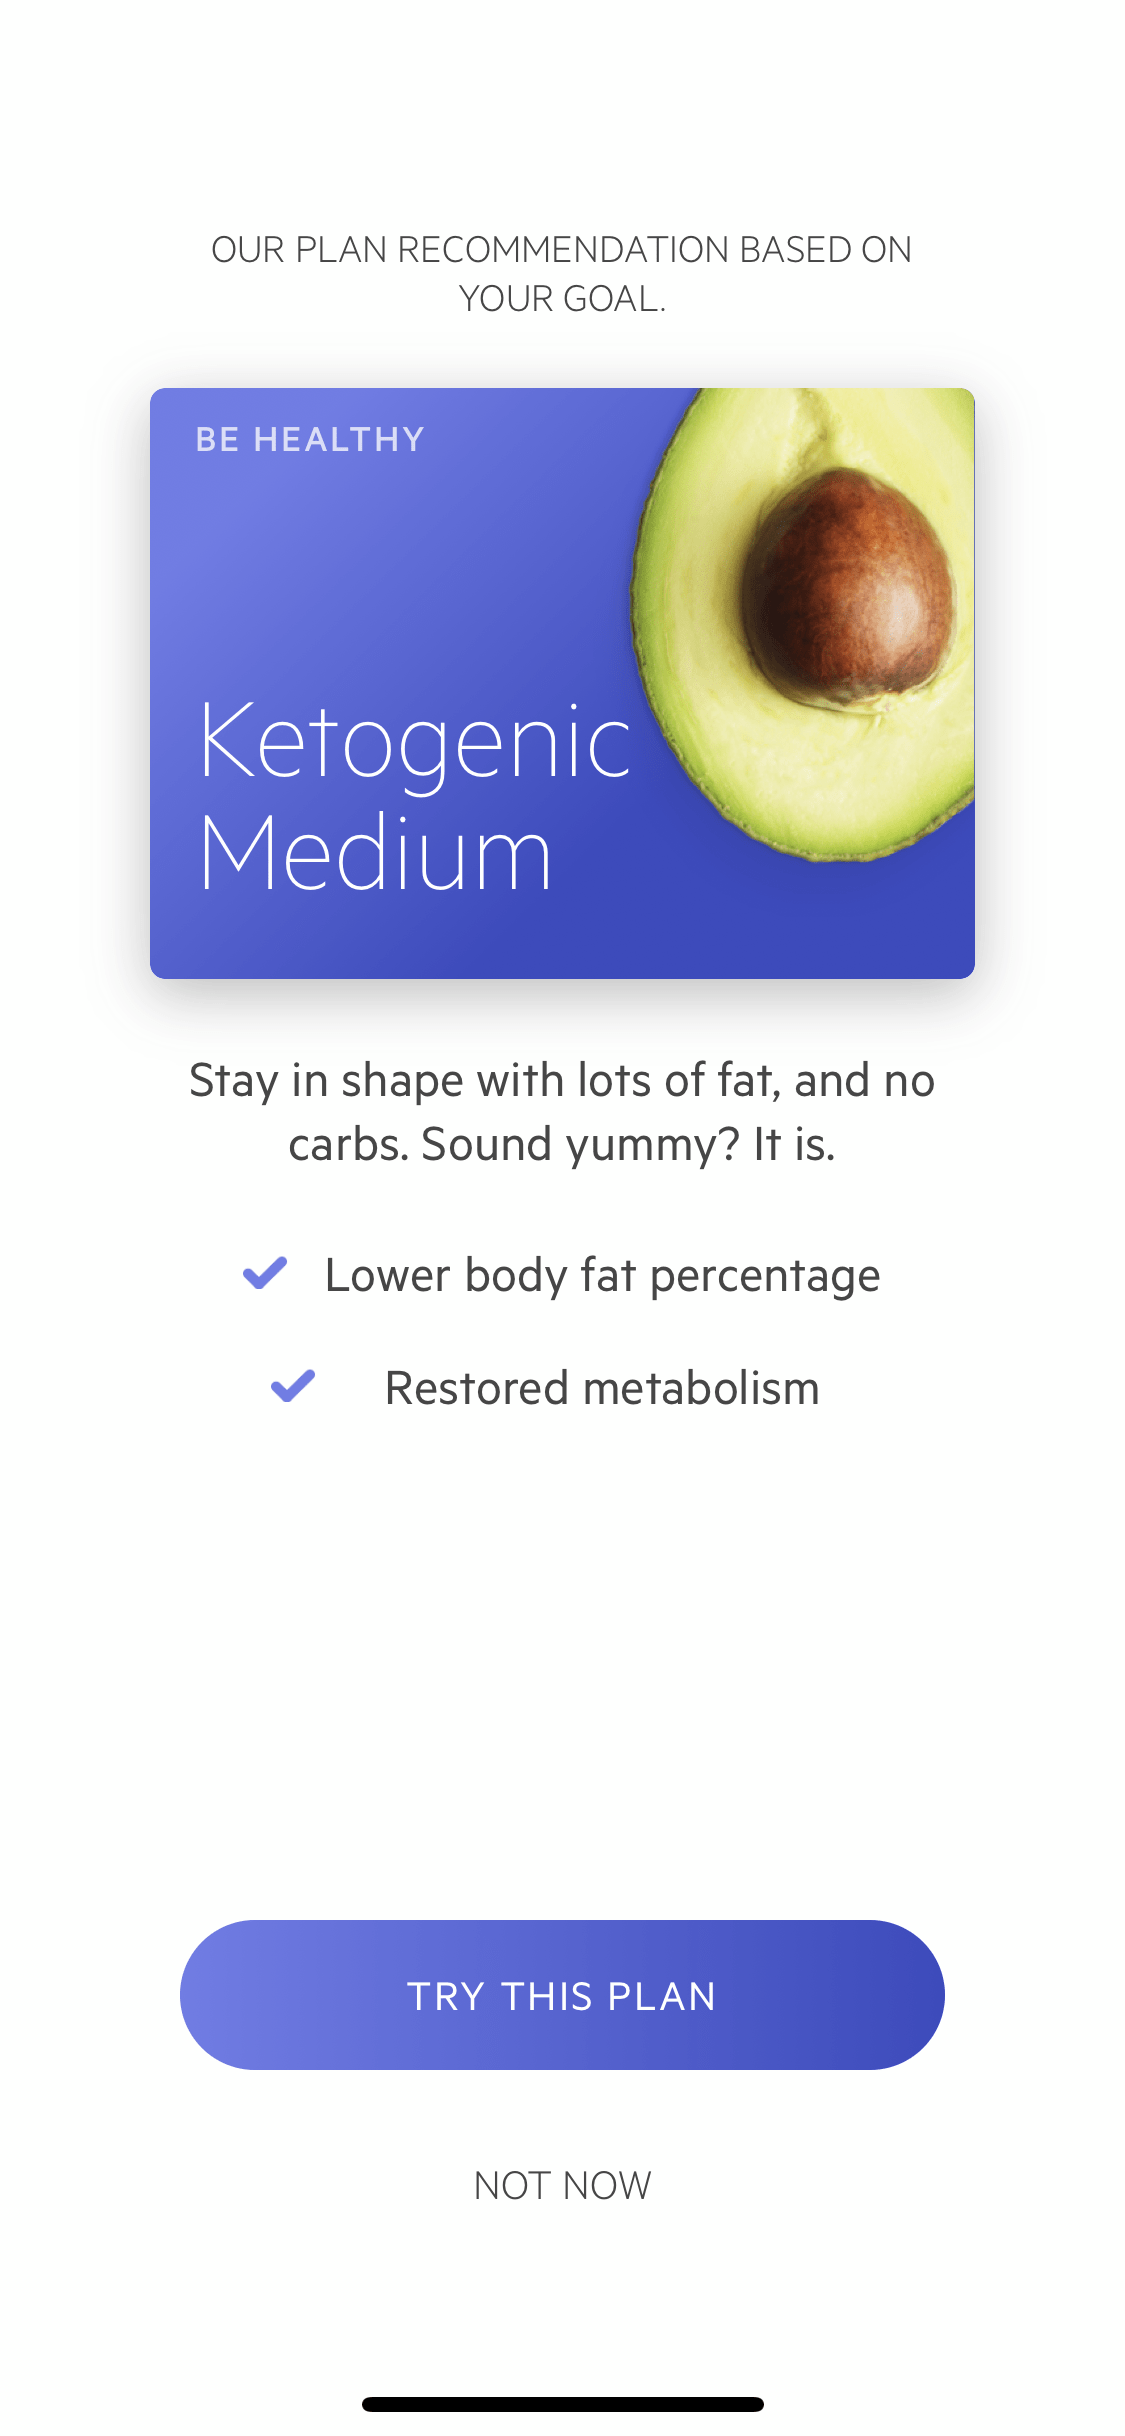 OUR PLAN RECOMMENDATION BASED ON
YOUR GOAL.
BE HEALTHY
Ketogenic
Medium
Stay in shape with lots of fat, and no
carbs. Sound yummy? It is.
Lower body fat percentage
Restored metabolism
TRY THIS PLAN
NOT NOW